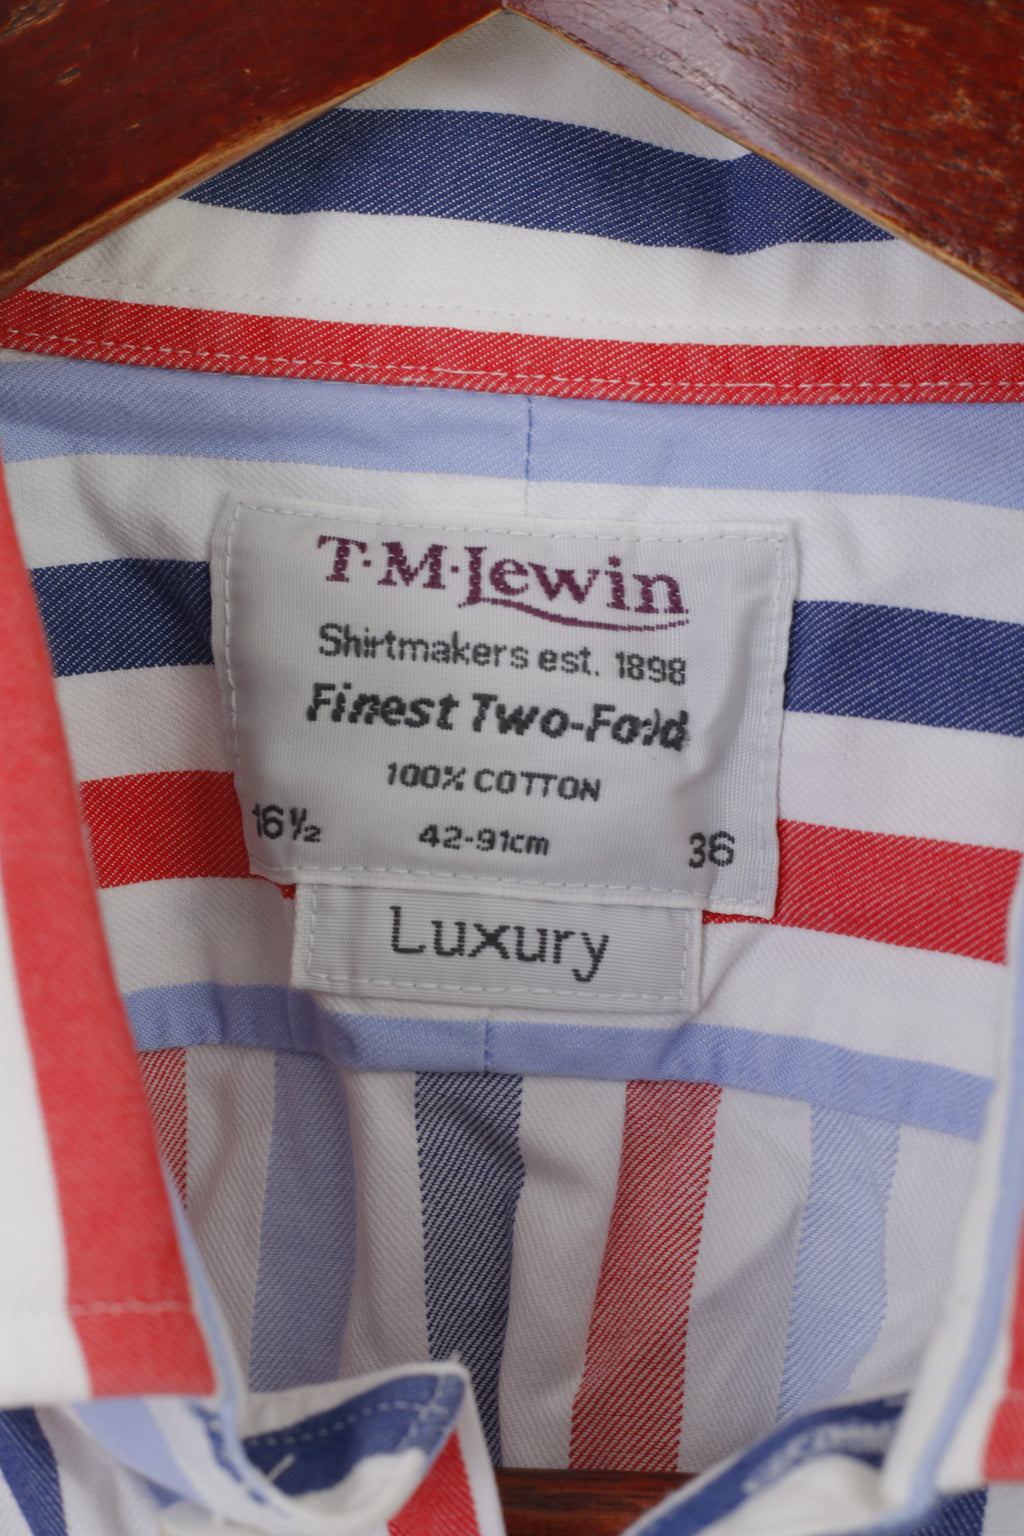 T·M·Lewin
Shirtmakers est. 1898
Finest Two-Fold
100% COTTON
16½ 42-91cm 36
Luxury